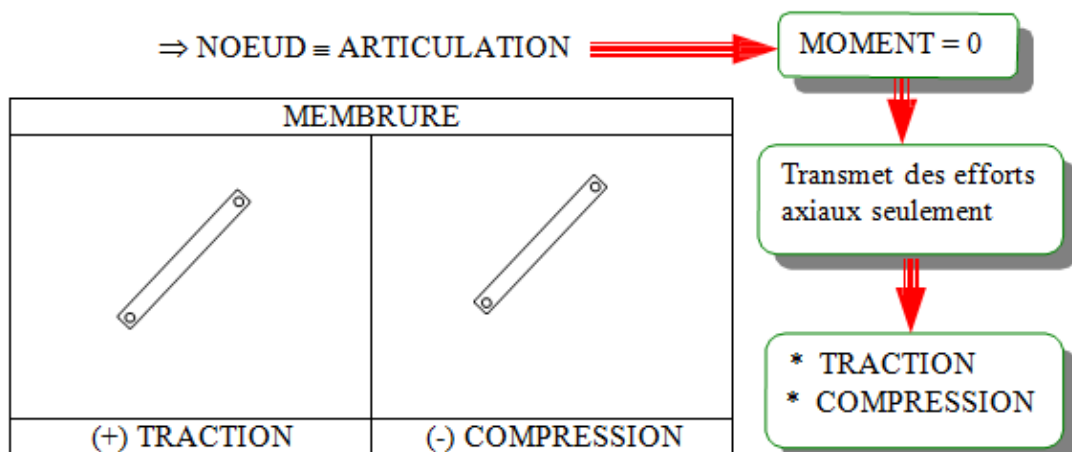 ⇒ NOEUD ≡ ARTICULATION
MOMENT = 0
MEMBRURE
Transmet des efforts
axiaux seulement
* TRACTION
* COMPRESSION
(+) TRACTION
(-) COMPRESSION